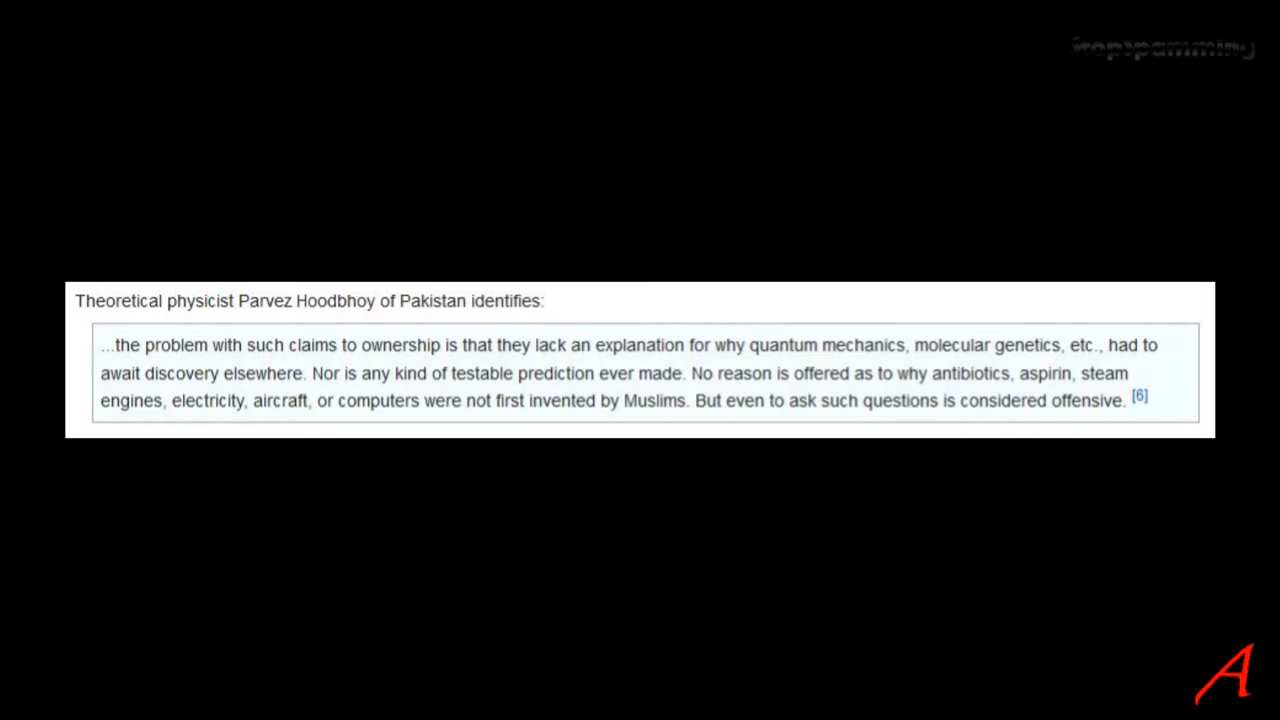 Theoretical physicist Parvez Hoodbhoy of Pakistan identifies:
...the problem with such claims to ownership is that they lack an explanation for why quantum mechanics, molecular genetics, etc., had to
await discovery elsewhere. Nor is any kind of testable prediction ever made. No reason is offered as to why antibiotics, aspirin, steam
engines, electricity, aircraft, or computers were not first invented by Muslims. But even to ask such questions is considered offensive. [6]
A